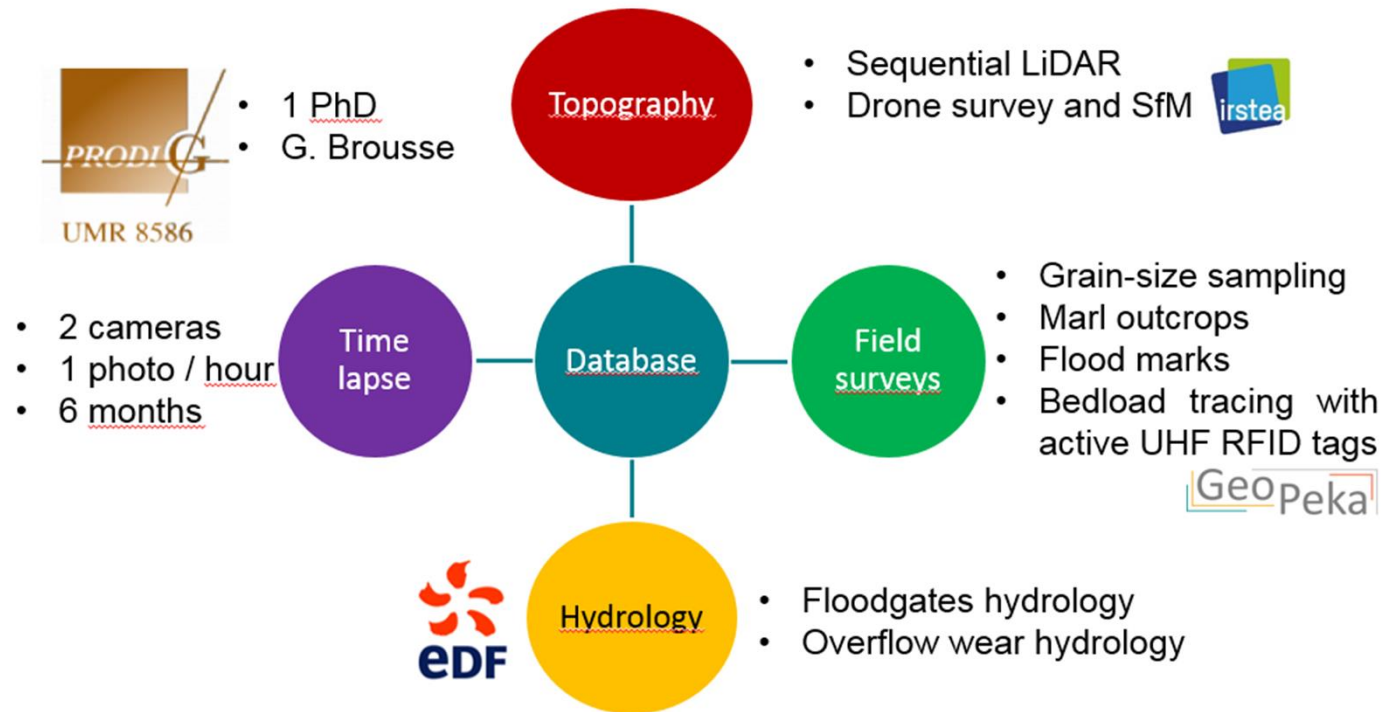 PRODIG
UMR 8586
• 1 PhD
• G. Brousse
Topography
• Sequential LiDAR
• Drone survey and SfM
irstea
• 2 cameras
• 1 photo / hour
• 6 months
Time
lapse
Database
Field
surveys
• Grain-size sampling
• Marl outcrops
• Flood marks
• Bedload tracing with
active UHF RFID tags
GeoPeka
eDF
Hydrology
• Floodgates hydrology
• Overflow wear hydrology